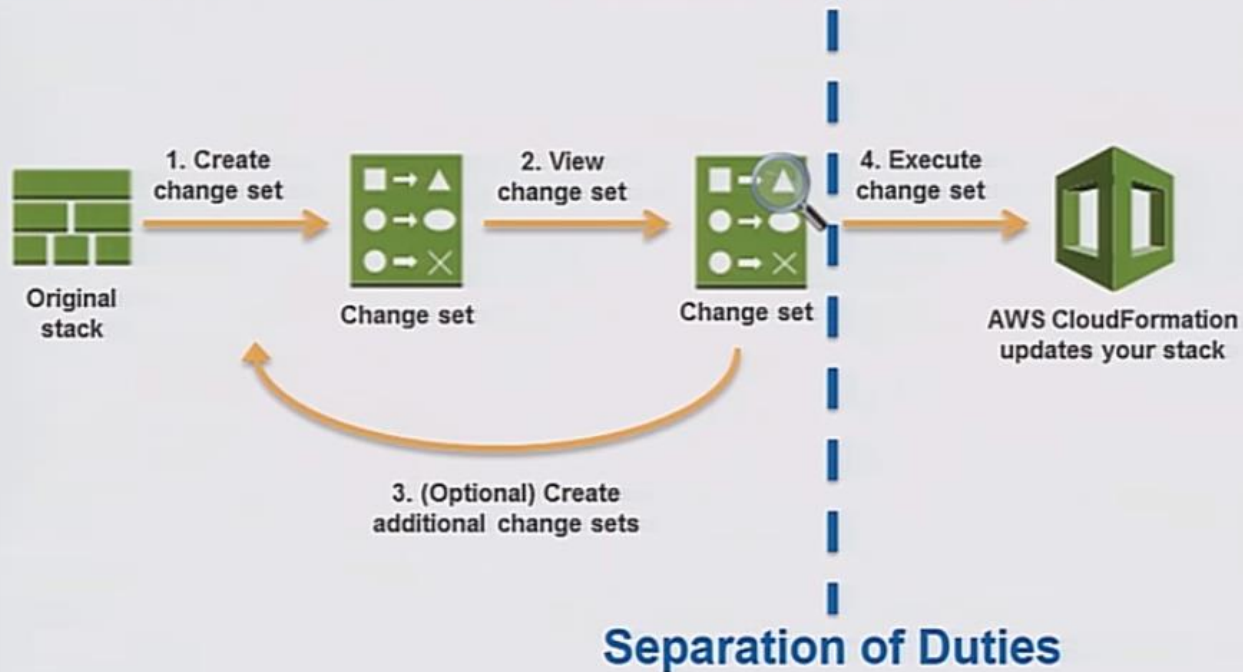 1. Create
change set
2. View
change set
4. Execute
change set
Original
stack
Change set
Change set
AWS CloudFormation
updates your stack
3. (Optional) Create
additional change sets
Separation of Duties